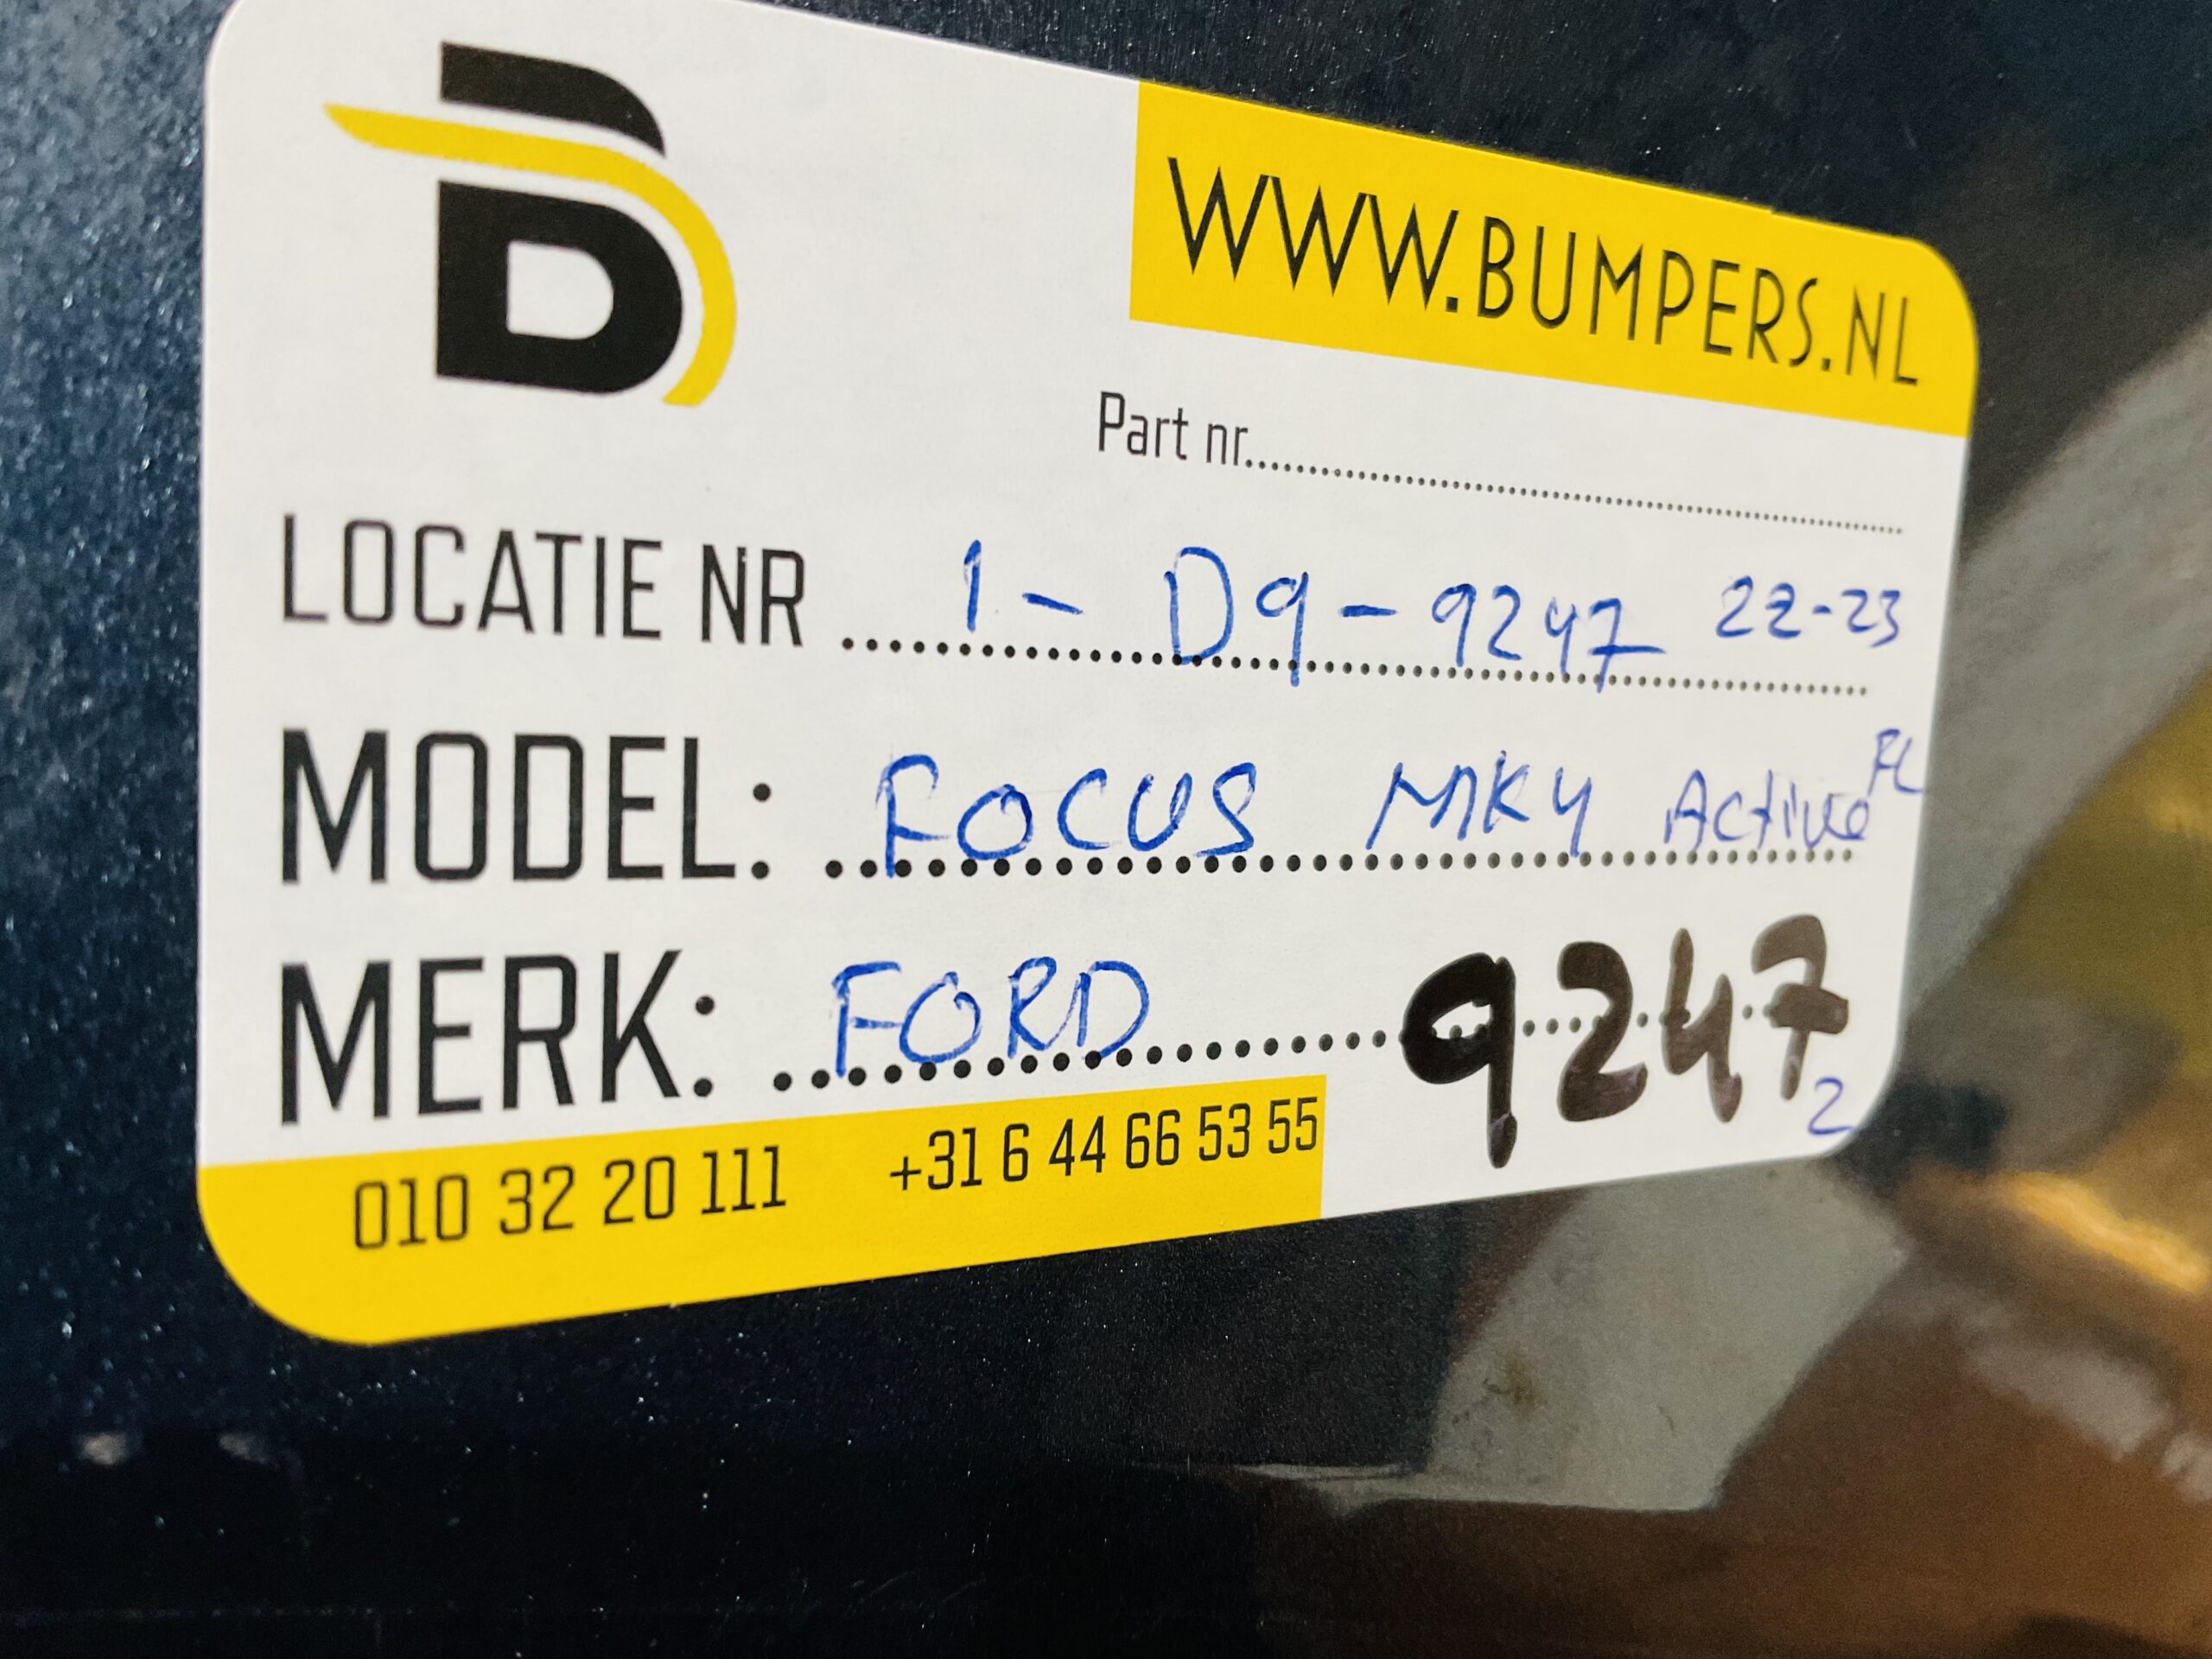 B
WWW.BUMPERS.NL
Part nr..........
LOCATIE NR .......... 1 - D9 - 9247 22-23
MODEL: .......... FOCUS MK4 Active FL
MERK: .......... FORD 9247
2
010 32 20 111 +31 6 44 66 53 55